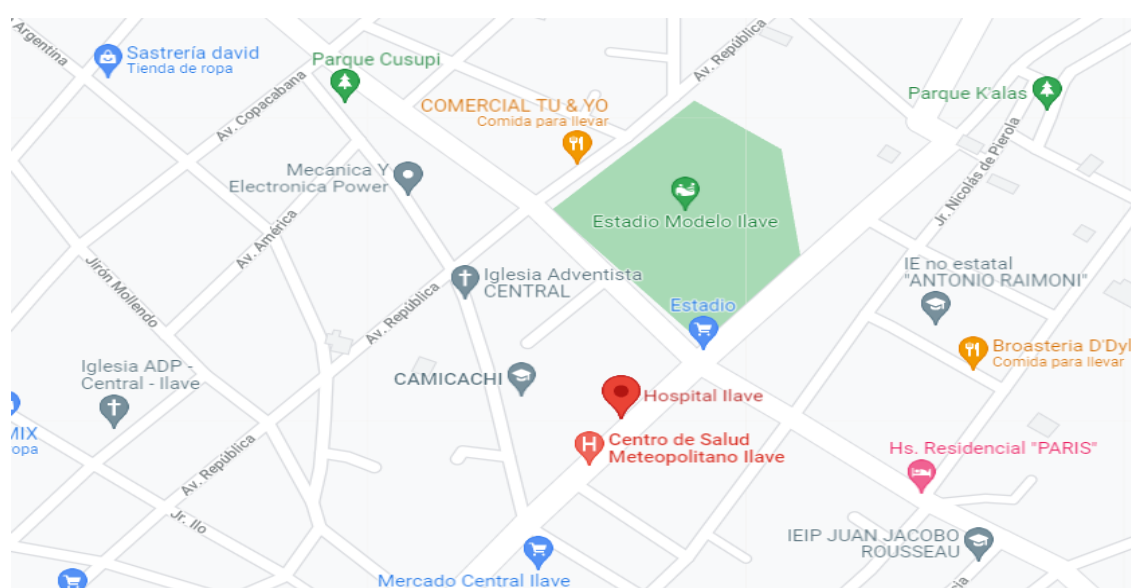 Argentina
Sastrería david
Tienda de ropa
Parque Cusupi
Av. República
Av. Copacabana
COMERCIAL TU & YO
Comida para llevar
Parque K'alas
Mecanica Y
Electronica Power
Jr. Nicolás de Pierola
Estadio Modelo Ilave
Av. América
Jirón Mollendo
Iglesia Adventista
CENTRAL
Av. República
IE no estatal
"ANTONIO RAIMONI"
Estadio
Broasteria D'Dyl
Comida para llevar
Iglesia ADP -
Central - Ilave
CAMICACHI
Hospital Ilave
MIX
opa
Centro de Salud
Meteopolitano Ilave
H
Av. República
Hs. Residencial "PARIS"
Jr. Ilo
IEIP JUAN JACOBO
ROUSSEAU
Mercado Central Ilave